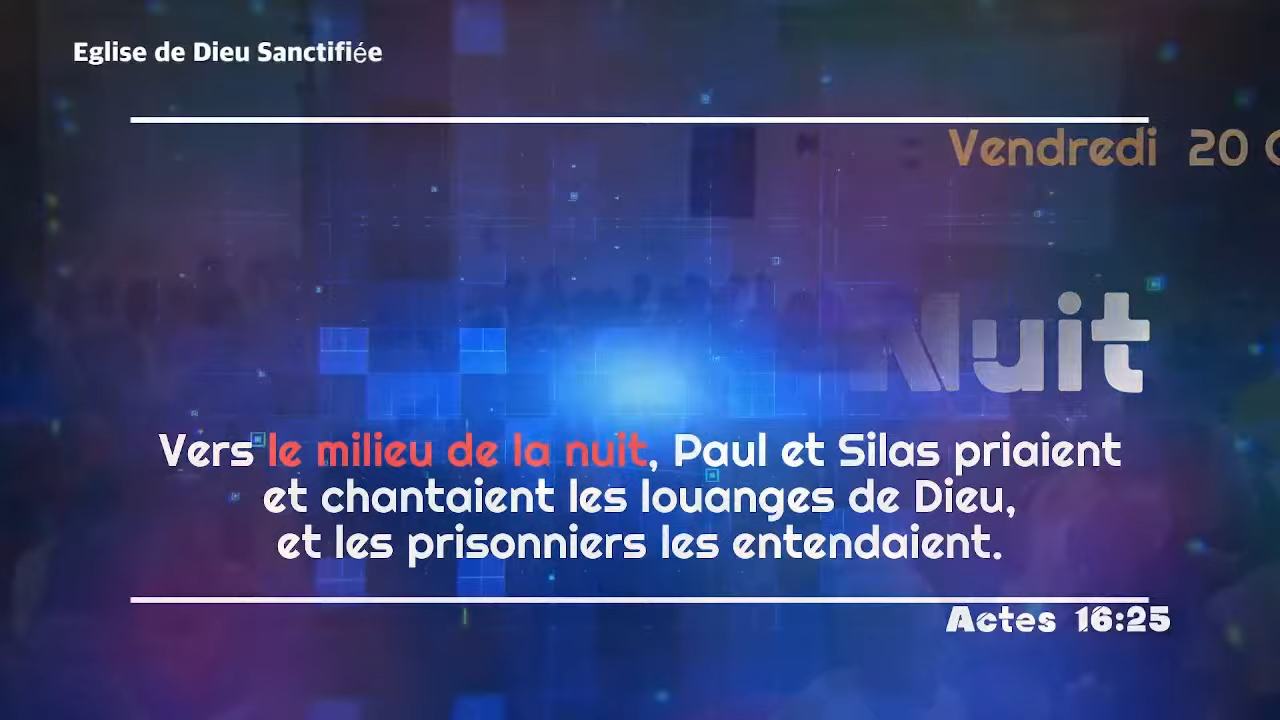 Eglise de Dieu Sanctifiée
Vendredi 20
Nuit
Vers le milieu de la nuit, Paul et Silas priaient
et chantaient les louanges de Dieu,
et les prisonniers les entendaient.
Actes 16:25